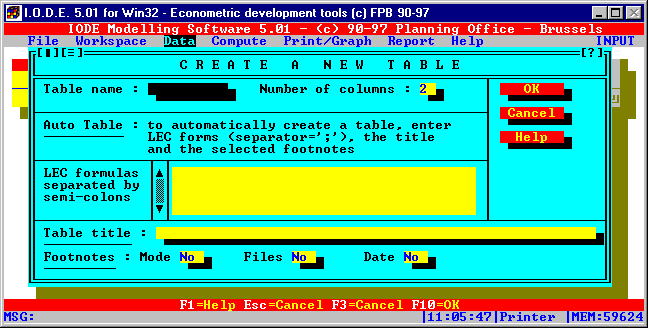 I.O.D.E. 5.01 for Win32 - Econometric development tools (c) FPB 90-97
IODE Modelling Software 5.01 - (c) 90-97 Planning Office - Brussels
File Workspace Data Compute Print/Graph Report Help INPUT
[?]
CREATE A NEW TABLE
Table name : Number of columns : 2
OK
Cancel
Help
Auto Table : to automatically create a table, enter
LEC forms (separator=';'), the title
and the selected footnotes
LEC formulas
separated by
semi-colons
Table title :
Footnotes : Mode No Files No Date No
F1=Help Esc=Cancel F3=Cancel F10=OK
MSG: |11:05:47|Printer |MEM:59624